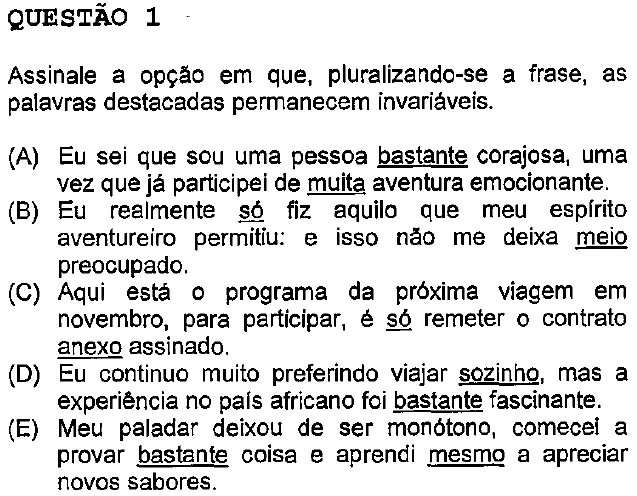 QUESTÃO 1
Assinale a opção em que, pluralizando-se a frase, as
palavras destacadas permanecem invariáveis.
(A) Eu sei que sou uma pessoa bastante corajosa, uma
vez que já participei de muita aventura emocionante.
(B) Eu realmente só fiz aquilo que meu espírito
aventureiro permitiu: e isso não me deixa meio
preocupado.
(C) Aqui está o programa da próxima viagem em
novembro, para participar, é só remeter o contrato
anexo assinado.
(D) Eu continuo muito preferindo viajar sozinho, mas a
experiência no país africano foi bastante fascinante.
(E) Meu paladar deixou de ser monótono, comecei a
provar bastante coisa e aprendi mesmo a apreciar
novos sabores.